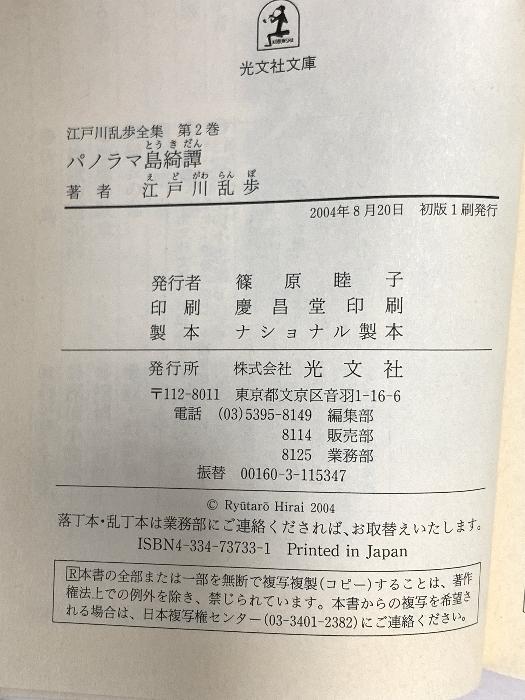 KOBUNSHA
光文社文庫
江戸川乱歩全集 第2巻
とうきだん
パノラマ島綺譚
え ど がわ らん ぽ
著者 江戸川乱歩
2004年8月20日 初版1刷発行
発行者 篠原睦子
印刷 慶昌堂印刷
製本 ナショナル製本
発行所 株式会社 光文社
〒112-8011 東京都文京区音羽1-16-6
電話 (03)5395-8149 編集部
8114 販売部
8125 業務部
振替 00160-3-115347
© Ryūtarō Hirai 2004
落丁本・乱丁本は業務部にご連絡くだされば、お取替えいたします。
ISBN4-334-73733-1 Printed in Japan
R本書の全部または一部を無断で複写複製(コピー)することは、著作
権法上での例外を除き、禁じられています。本書からの複写を希望さ
れる場合は、日本複写権センター(03-3401-2382)にご連絡ください。